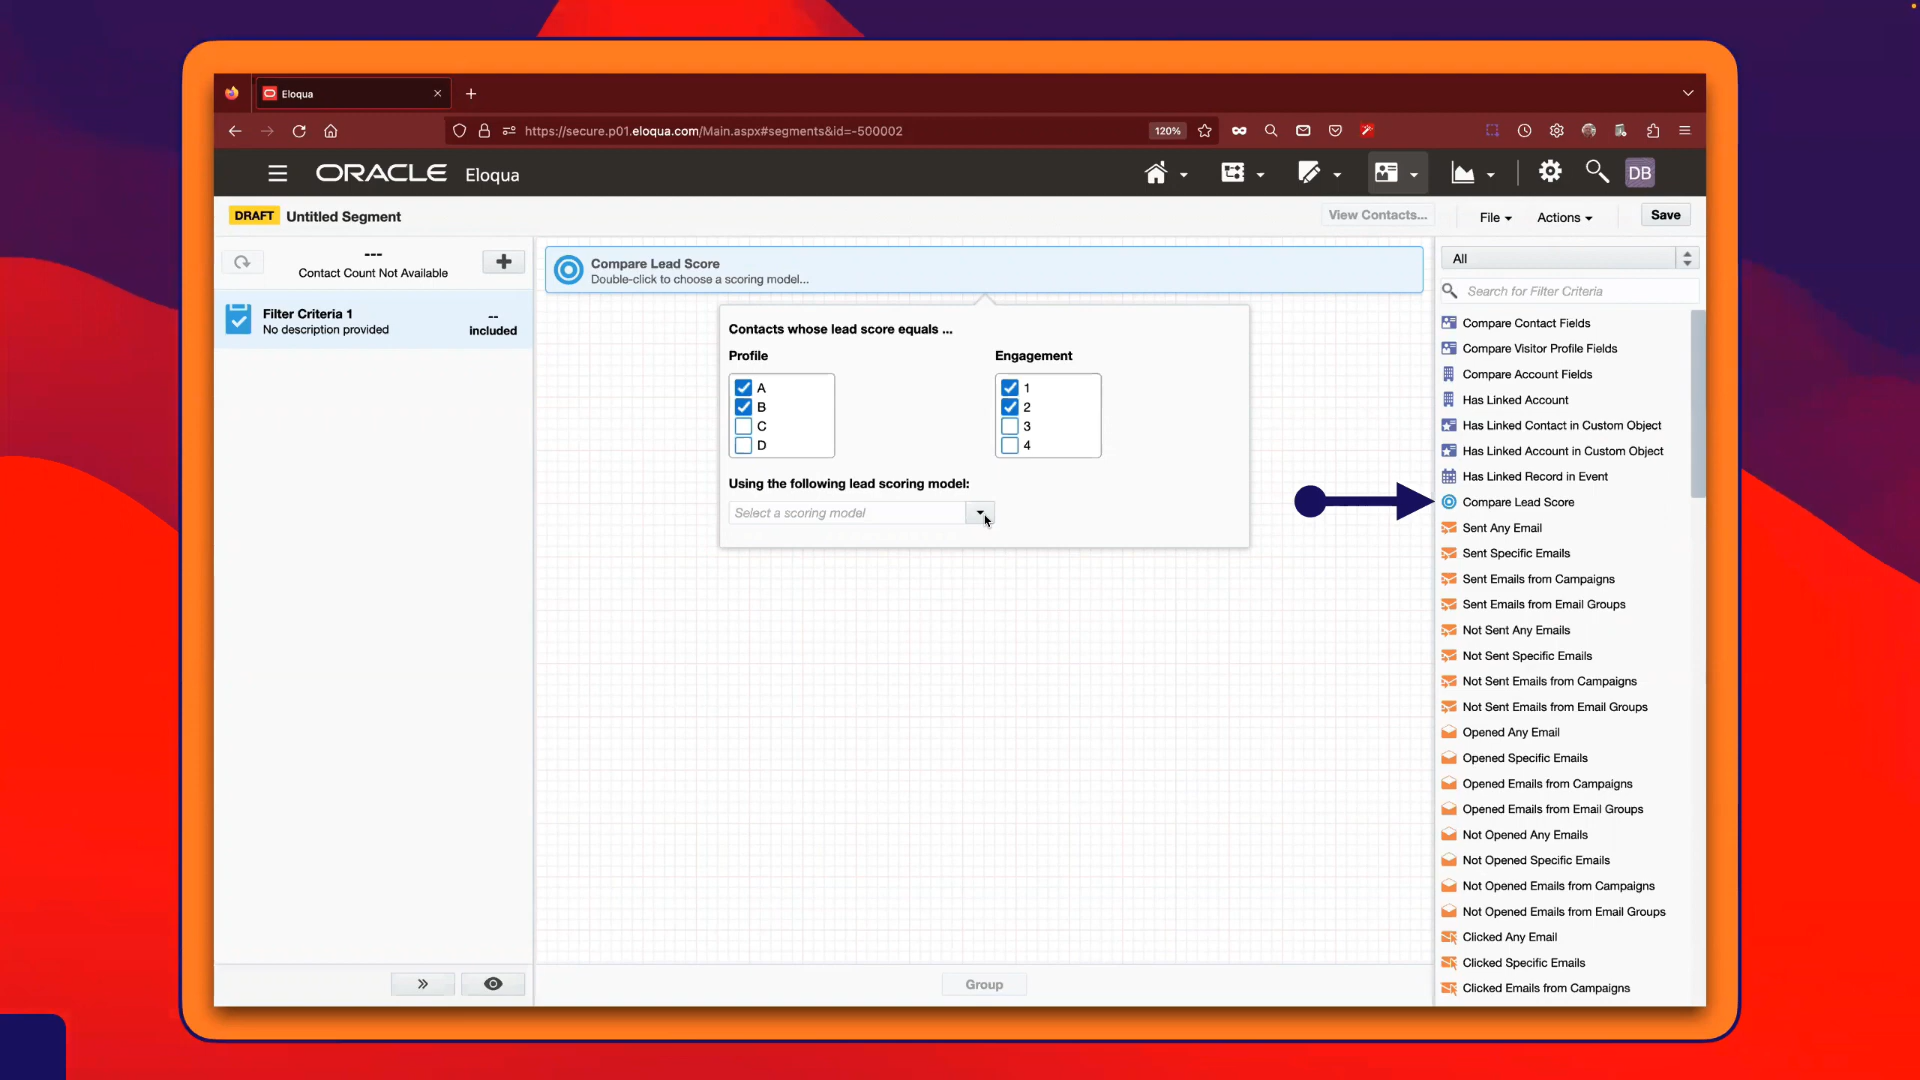 Eloqua
https://secure.p01.eloqua.com/Main.aspx#segments&id=-500002
120%
ORACLE Eloqua
DB
DRAFT Untitled Segment
View Contacts...
File
Actions
Save
---
Contact Count Not Available
Filter Criteria 1
No description provided
--
included
Compare Lead Score
Double-click to choose a scoring model...
Contacts whose lead score equals ...
Profile
A
B
C
D
Engagement
1
2
3
4
Using the following lead scoring model:
Select a scoring model
Group
All
Search for Filter Criteria
Compare Contact Fields
Compare Visitor Profile Fields
Compare Account Fields
Has Linked Account
Has Linked Contact in Custom Object
Has Linked Account in Custom Object
Has Linked Record in Event
Compare Lead Score
Sent Any Email
Sent Specific Emails
Sent Emails from Campaigns
Sent Emails from Email Groups
Not Sent Any Emails
Not Sent Specific Emails
Not Sent Emails from Campaigns
Not Sent Emails from Email Groups
Opened Any Email
Opened Specific Emails
Opened Emails from Campaigns
Opened Emails from Email Groups
Not Opened Any Emails
Not Opened Specific Emails
Not Opened Emails from Campaigns
Not Opened Emails from Email Groups
Clicked Any Email
Clicked Specific Emails
Clicked Emails from Campaigns